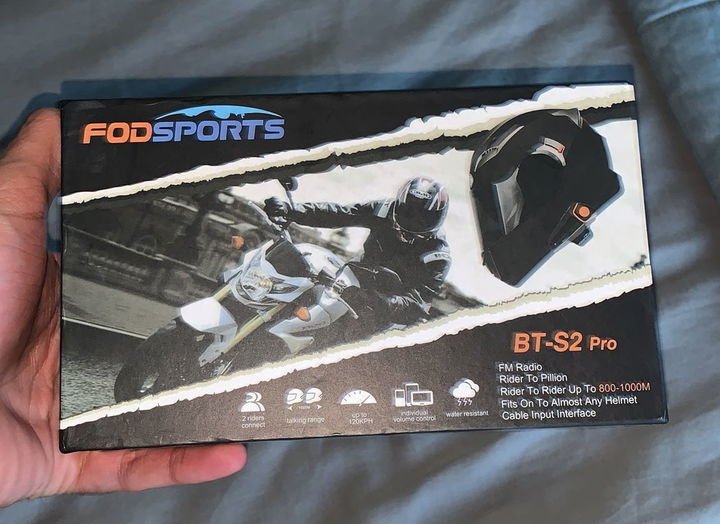 FODSPORTS
BT-S2 Pro
FM Radio
Rider To Pillion
Rider To Rider Up To 800-1000M
Fits On To Almost Any Helmet
Cable Input Interface
2 riders
connect
talking range
up to
120KPH
individual
volume control
water resistant